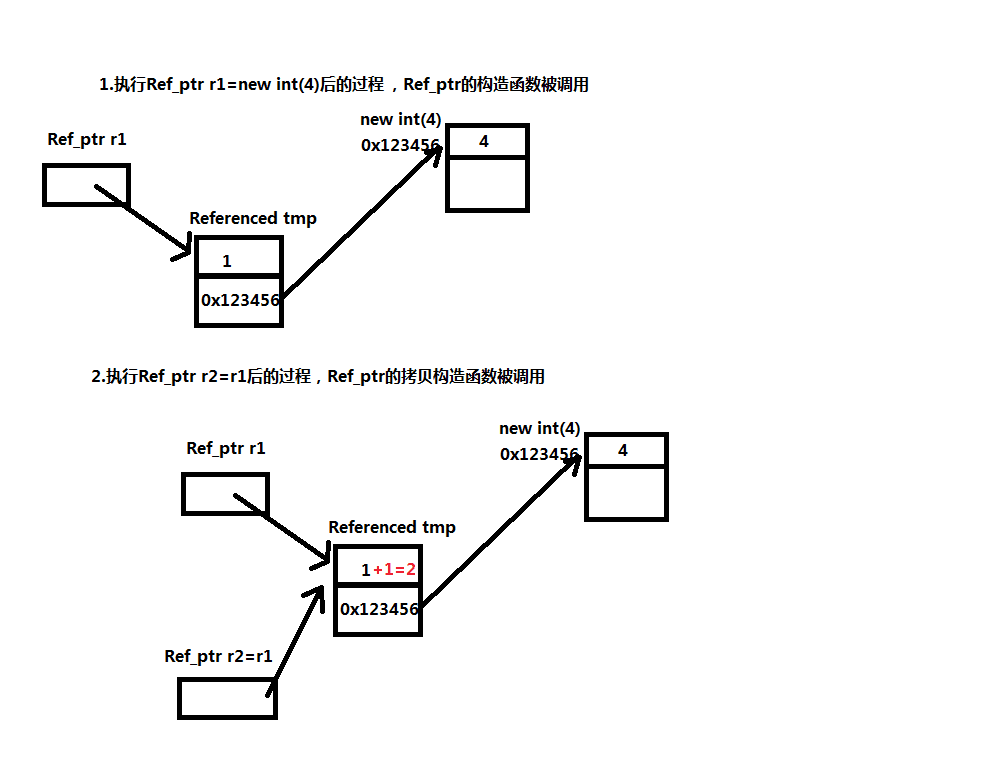 1.执行Ref_ptr r1=new int(4)后的过程，Ref_ptr的构造函数被调用
new int(4)
Ref_ptr r1
0x123456
4
Referenced tmp
1
0x123456
2.执行Ref_ptr r2=r1后的过程，Ref_ptr的拷贝构造函数被调用
new int(4)
Ref_ptr r1
0x123456
4
Referenced tmp
1+1=2
0x123456
Ref_ptr r2=r1